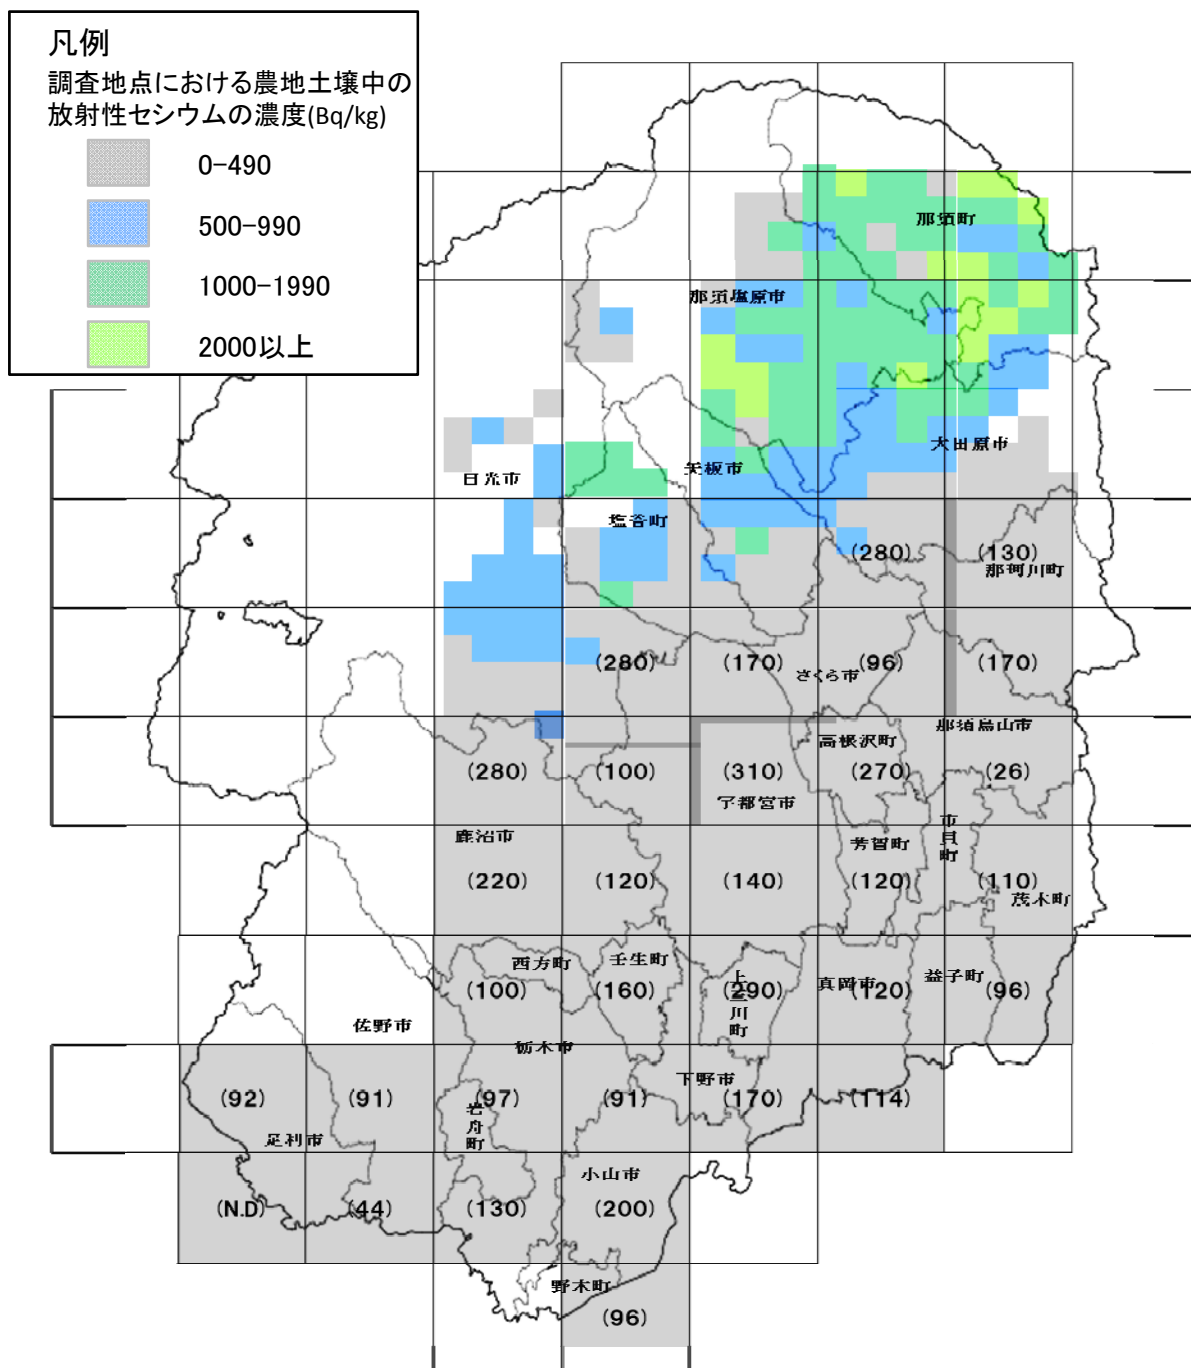 凡例
調査地点における農地土壌中の
放射性セシウムの濃度(Bq/kg)
0-490
500-990
1000-1990
2000以上
那須町
那須塩原市
大田原市
矢板市
日光市
塩谷町
(280)
(130)
那珂川町
(280)
(170)
(96)
(170)
さくら市
那須烏山市
高根沢町
(280)
(100)
(310)
(270)
(26)
宇都宮市
市貝町
鹿沼市
芳賀町
(220)
(120)
(140)
(120)
(110)
茂木町
西方町
壬生町
上三川町
真岡市
益子町
(100)
(160)
(290)
(120)
(96)
佐野市
栃木市
下野市
(92)
(91)
(97)
(91)
(170)
(114)
岩舟町
足利市
小山市
(N.D)
(44)
(130)
(200)
野木町
(96)